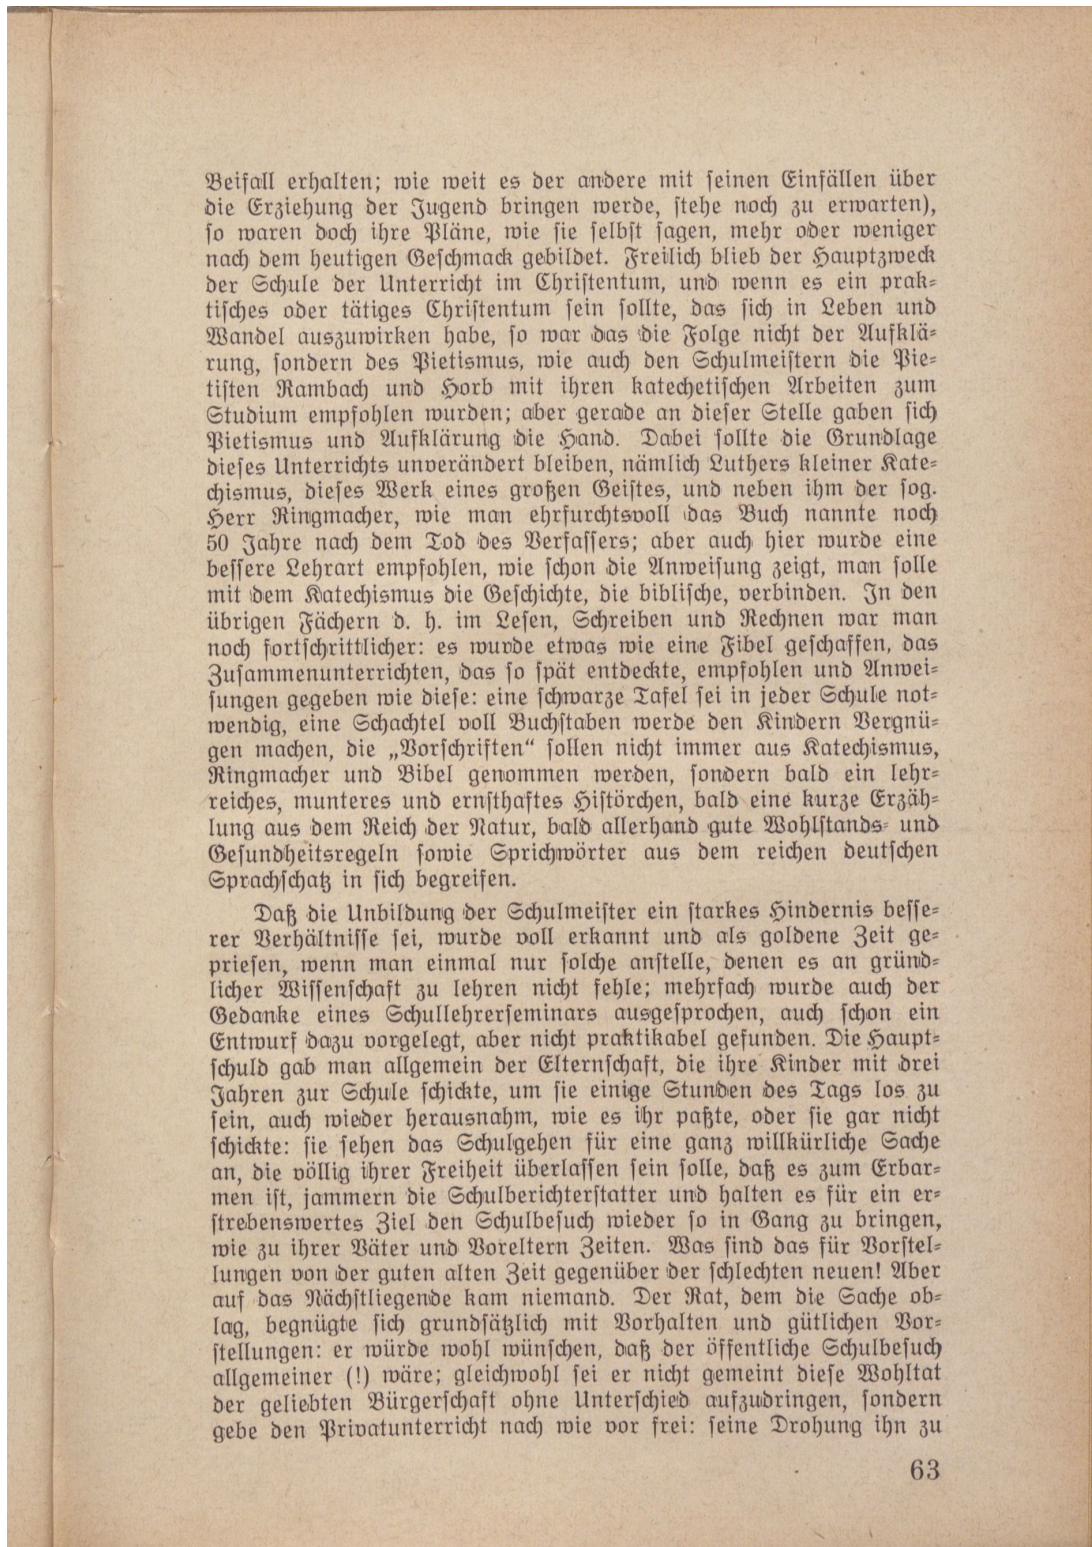 Beifall erhalten; wie weit es der andere mit seinen Einfällen über
die Erziehung der Jugend bringen werde, stehe noch zu erwarten),
so waren doch ihre Pläne, wie sie selbst sagen, mehr oder weniger
nach dem heutigen Geschmack gebildet. Freilich blieb der Hauptzweck
der Schule der Unterricht im Christentum, und wenn es ein prak-
tisches oder tätiges Christentum sein sollte, das sich in Leben und
Wandel auszuwirken habe, so war das die Folge nicht der Aufklä-
rung, sondern des Pietismus, wie auch den Schulmeistern die Pie-
tisten Rambach und Horb mit ihren katechetischen Arbeiten zum
Studium empfohlen wurden; aber gerade an dieser Stelle gaben sich
Pietismus und Aufklärung die Hand. Dabei sollte die Grundlage
dieses Unterrichts unverändert bleiben, nämlich Luthers kleiner Kate-
chismus, dieses Werk eines großen Geistes, und neben ihm der sog.
Herr Ringmacher, wie man ehrfurchtsvoll das Buch nannte noch
50 Jahre nach dem Tod des Verfassers; aber auch hier wurde eine
bessere Lehrart empfohlen, wie schon die Anweisung zeigt, man solle
mit dem Katechismus die Geschichte, die biblische, verbinden. In den
übrigen Fächern d. h. im Lesen, Schreiben und Rechnen war man
noch fortschrittlicher: es wurde etwas wie eine Fibel geschaffen, das
Zusammenunterrichten, das so spät entdeckte, empfohlen und Anwei-
sungen gegeben wie diese: eine schwarze Tafel sei in jeder Schule not-
wendig, eine Schachtel voll Buchstaben werde den Kindern Vergnü-
gen machen, die „Vorschriften“ sollen nicht immer aus Katechismus,
Ringmacher und Bibel genommen werden, sondern bald ein lehr-
reiches, munteres und ernsthaftes Histörchen, bald eine kurze Erzäh-
lung aus dem Reich der Natur, bald allerhand gute Wohlstands- und
Gesundheitsregeln sowie Sprichwörter aus dem reichen deutschen
Sprachschatz in sich begreifen.
Daß die Unbildung der Schulmeister ein starkes Hindernis besse-
rer Verhältnisse sei, wurde voll erkannt und als goldene Zeit ge-
priesen, wenn man einmal nur solche anstelle, denen es an gründ-
licher Wissenschaft zu lehren nicht fehle; mehrfach wurde auch der
Gedanke eines Schullehrerseminars ausgesprochen, auch schon ein
Entwurf dazu vorgelegt, aber nicht praktikabel gefunden. Die Haupt-
schuld gab man allgemein der Elternschaft, die ihre Kinder mit drei
Jahren zur Schule schickte, um sie einige Stunden des Tags los zu
sein, auch wieder herausnahm, wie es ihr paßte, oder sie gar nicht
schickte: sie sehen das Schulgehen für eine ganz willkürliche Sache
an, die völlig ihrer Freiheit überlassen sein solle, daß es zum Erbar-
men ist, jammern die Schulberichterstatter und halten es für ein er-
strebenswertes Ziel den Schulbesuch wieder so in Gang zu bringen,
wie zu ihrer Väter und Voreltern Zeiten. Was sind das für Vorstel-
lungen von der guten alten Zeit gegenüber der schlechten neuen! Aber
auf das Nächstliegende kam niemand. Der Rat, dem die Sache ob-
lag, begnügte sich grundsätzlich mit Vorhalten und gütlichen Vor-
stellungen: er würde wohl wünschen, daß der öffentliche Schulbesuch
allgemeiner (!) wäre; gleichwohl sei er nicht gemeint diese Wohltat
der geliebten Bürgerschaft ohne Unterschied aufzudringen, sondern
gebe den Privatunterricht nach wie vor frei: seine Drohung ihn zu
63